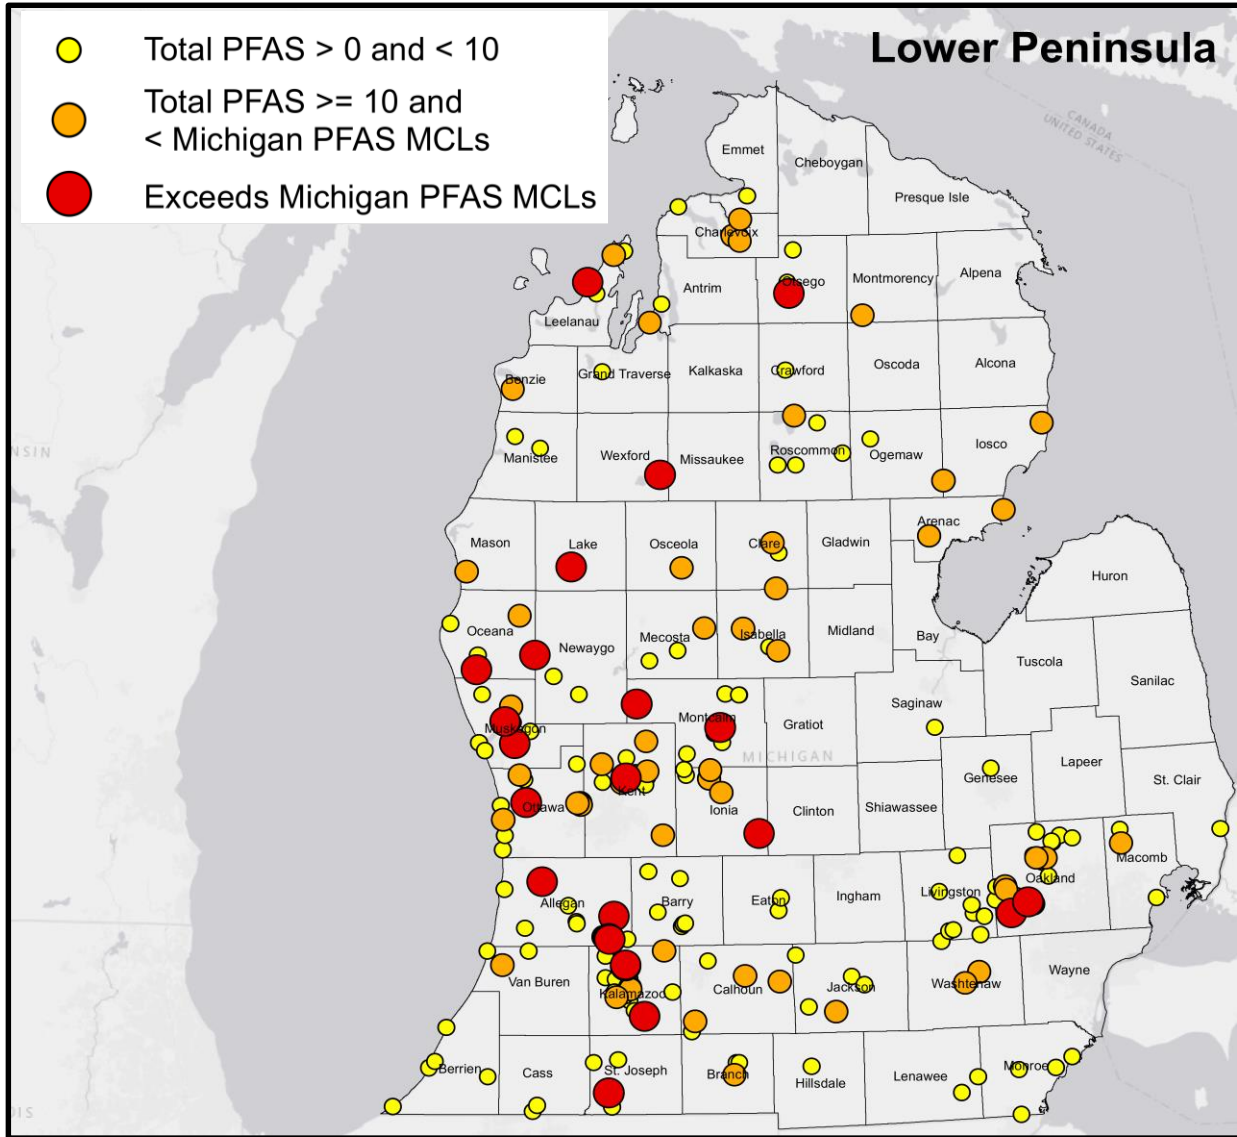 Total PFAS > 0 and < 10
Total PFAS >= 10 and
< Michigan PFAS MCLs
Exceeds Michigan PFAS MCLs
Lower Peninsula
CANADA
UNITED STATES
Emmet
Cheboygan
Presque Isle
Charlevoix
Antrim
Otsego
Montmorency
Alpena
Leelanau
Benzie
Grand Traverse
Kalkaska
Crawford
Oscoda
Alcona
NSIN
Manistee
Wexford
Missaukee
Roscommon
Ogemaw
Iosco
Mason
Lake
Osceola
Clare
Gladwin
Arenac
Huron
Oceana
Newaygo
Mecosta
Isabella
Midland
Bay
Tuscola
Sanilac
Muskegon
Montcalm
Gratiot
Saginaw
MICHIGAN
Genesee
Lapeer
St. Clair
Ottawa
Kent
Ionia
Clinton
Shiawassee
Oakland
Macomb
Allegan
Barry
Eaton
Ingham
Livingston
Van Buren
Kalamazoo
Calhoun
Jackson
Washtenaw
Wayne
Berrien
Cass
St. Joseph
Branch
Hillsdale
Lenawee
Monroe
OIS